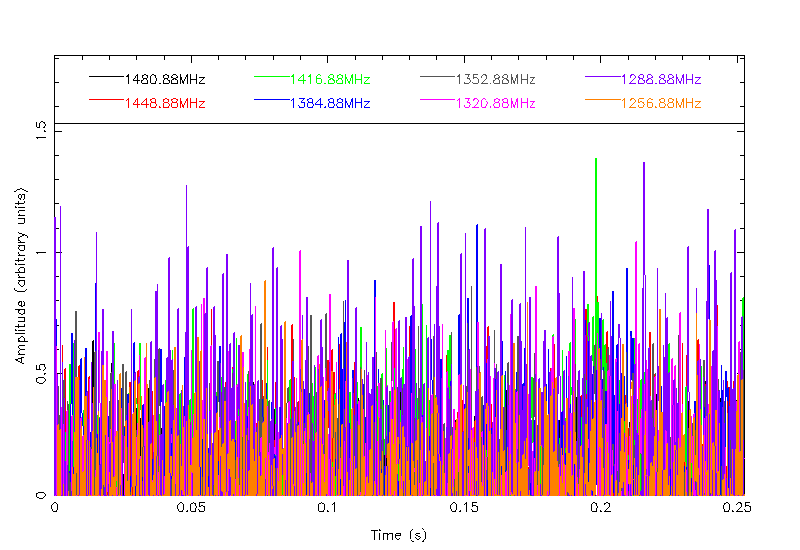 1480.88MHz 1416.88MHz 1352.88MHz 1288.88MHz
1448.88MHz 1384.88MHz 1320.88MHz 1256.88MHz
1.5
1
0.5
0
Amplitude (arbitrary units)
0 0.05 0.1 0.15 0.2 0.25
Time (s)